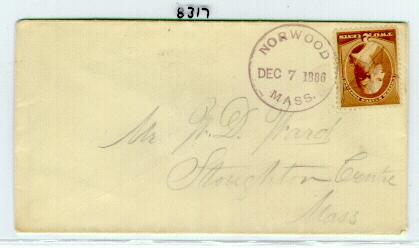 8317
NORWOOD
DEC 7 1886
MASS.
TWO CENTS
Mr. W. D. Ward
Stoughton Centre
Mass